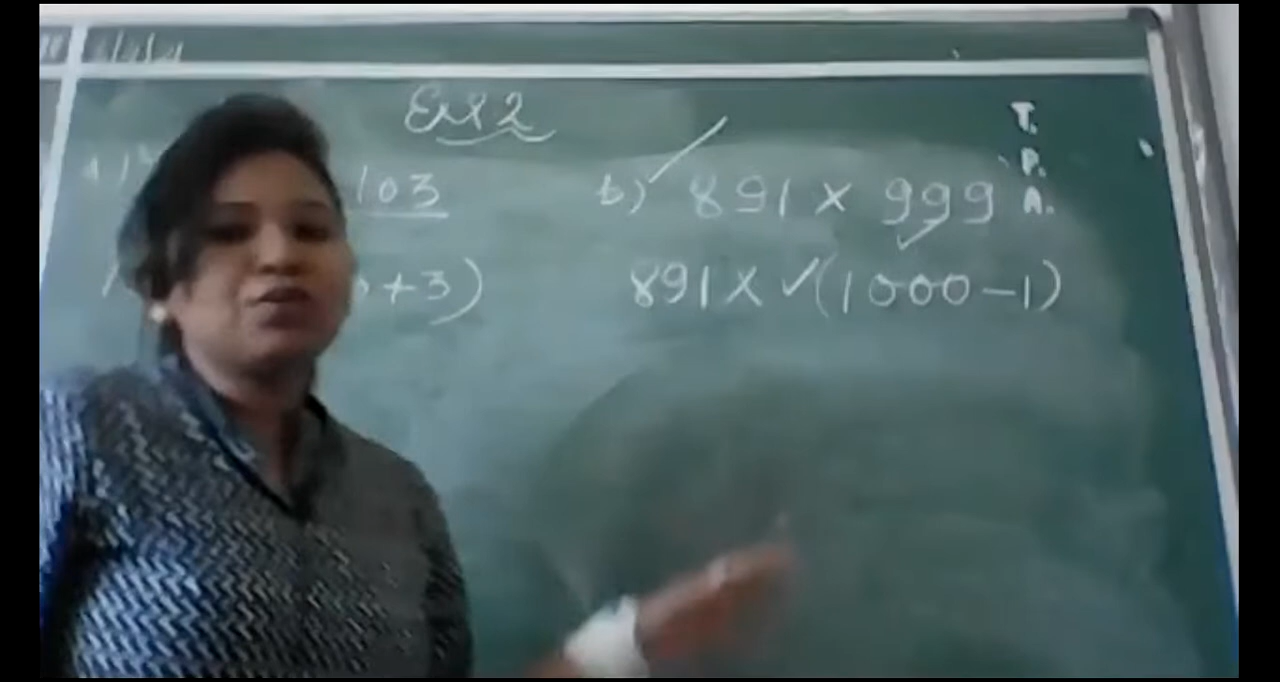 Ex 2
103
b) 891 × 999
+3)
891 × (1000-1)
T.
P.
A.